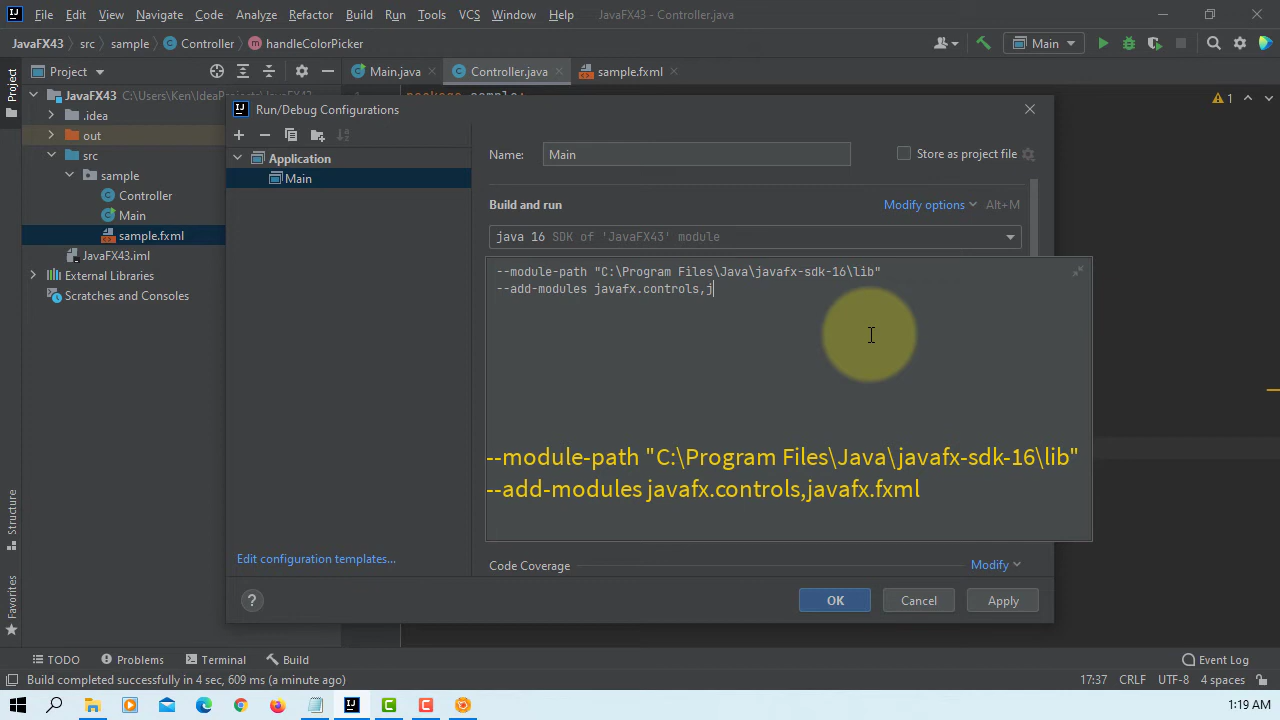 File Edit View Navigate Code Analyze Refactor Build Run Tools VCS Window Help JavaFX43 - Controller.java
JavaFX43 src sample Controller handleColorPicker Main
Project Main.java Controller.java sample.fxml
Project
JavaFX43 C:\Users\Ken\IdeaProjects\JavaFX43
.idea
out
src
sample
Controller
Main
sample.fxml
JavaFX43.iml
External Libraries
Scratches and Consoles
Structure
Favorites
1
Run/Debug Configurations
Application
Main
Edit configuration templates...
Name: Main Store as project file
Build and run Modify options Alt+M
java 16 SDK of 'JavaFX43' module
--module-path "C:\Program Files\Java\javafx-sdk-16\lib"
--add-modules javafx.controls,j
--module-path "C:\Program Files\Java\javafx-sdk-16\lib"
--add-modules javafx.controls,javafx.fxml
Code Coverage Modify
? OK Cancel Apply
TODO Problems Terminal Build Event Log
Build completed successfully in 4 sec, 609 ms (a minute ago) 17:37 CRLF UTF-8 4 spaces
1:19 AM